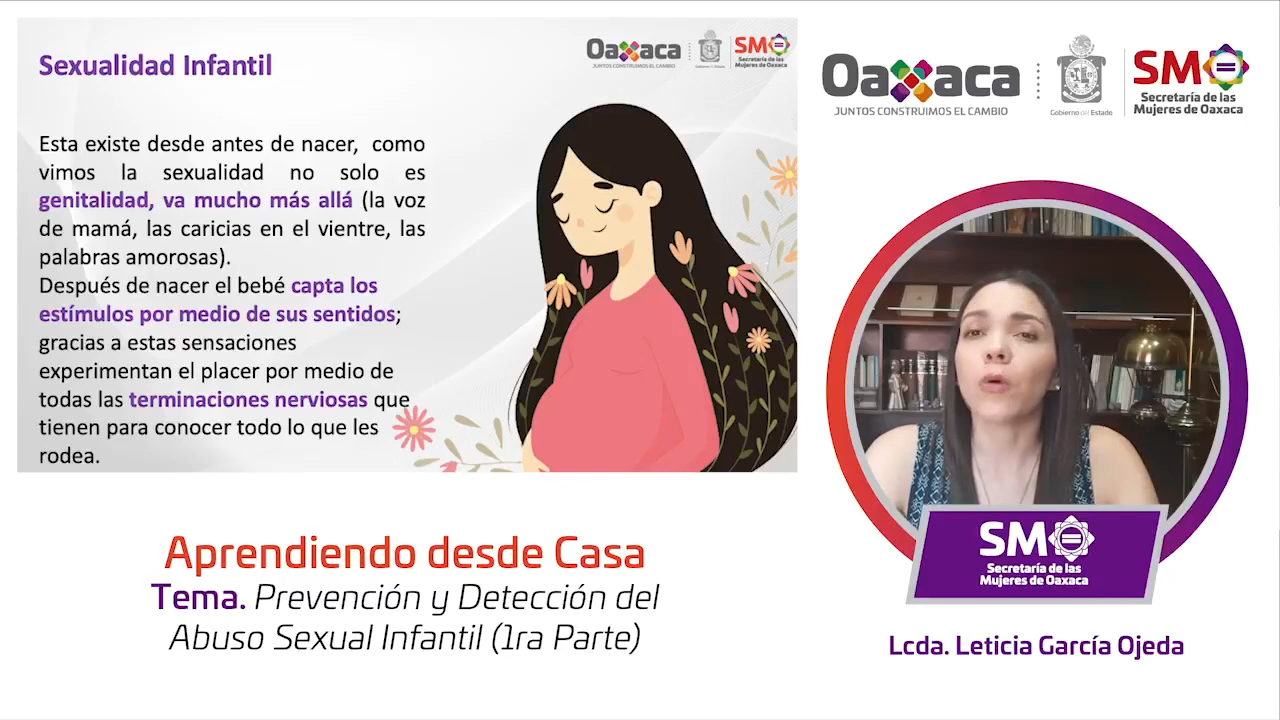 Sexualidad Infantil
Oaxaca
JUNTOS CONSTRUIMOS EL CAMBIO
Gobierno del Estado
SM
Secretaría de las
Mujeres de Oaxaca
Esta existe desde antes de nacer, como
vimos la sexualidad no solo es
genitalidad, va mucho más allá (la voz
de mamá, las caricias en el vientre, las
palabras amorosas).
Después de nacer el bebé capta los
estímulos por medio de sus sentidos;
gracias a estas sensaciones
experimentan el placer por medio de
todas las terminaciones nerviosas que
tienen para conocer todo lo que les
rodea.
Oaxaca
JUNTOS CONSTRUIMOS EL CAMBIO
Gobierno del Estado
SM
Secretaría de las
Mujeres de Oaxaca
Aprendiendo desde Casa
Tema. Prevención y Detección del
Abuso Sexual Infantil (1ra Parte)
SM
Secretaría de las
Mujeres de Oaxaca
Lcda. Leticia García Ojeda